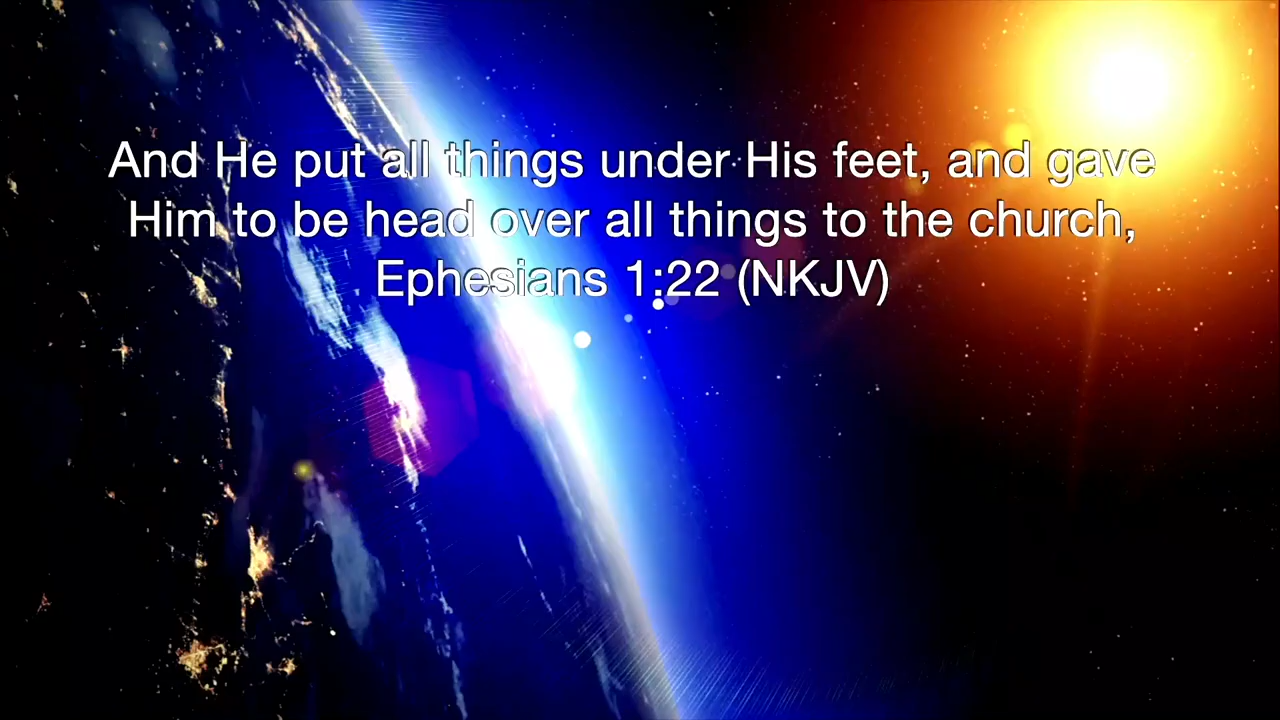 And He put all things under His feet, and gave
Him to be head over all things to the church,
Ephesians 1:22 (NKJV)